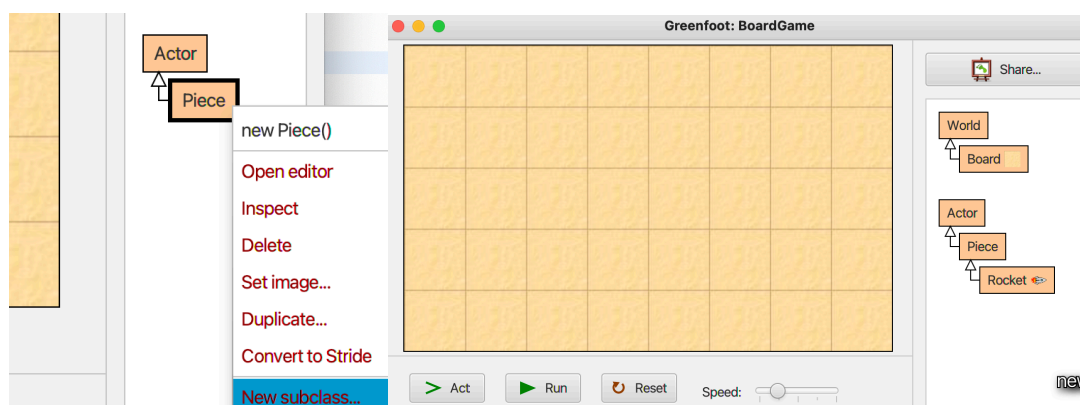 Actor
Piece
new Piece()
Open editor
Inspect
Delete
Set image...
Duplicate...
Convert to Stride
New subclass...
Greenfoot: BoardGame
Share...
World
Board
Actor
Piece
Rocket
Act
Run
Reset
Speed: